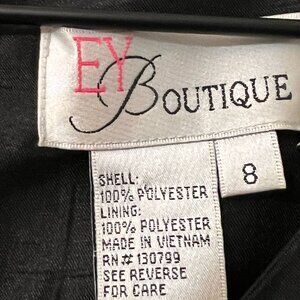 EY
BOUTIQUE
8
SHELL:
100% POLYESTER
LINING:
100% POLYESTER
MADE IN VIETNAM
RN# 130799
SEE REVERSE
FOR CARE